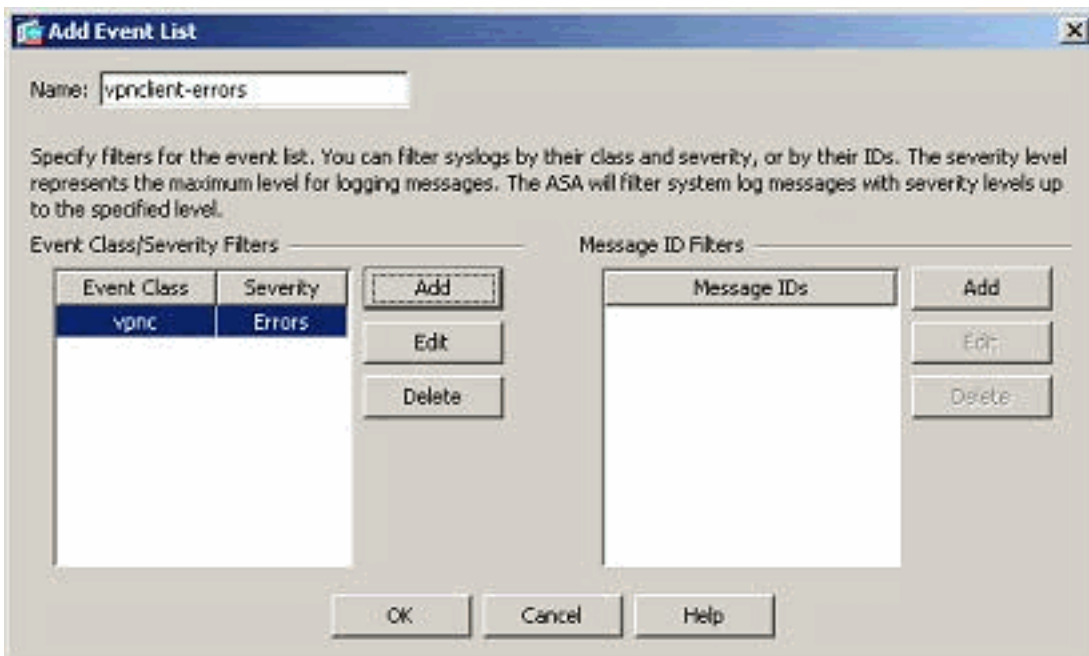 Add Event List
Name: vpnclient-errors
Specify filters for the event list. You can filter syslogs by their class and severity, or by their IDs. The severity level
represents the maximum level for logging messages. The ASA will filter system log messages with severity levels up
to the specified level.
Event Class/Severity Filters
Event Class Severity
vpnc Errors
Add
Edit
Delete
Message ID Filters
Message IDs
Add
Edit
Delete
OK Cancel Help